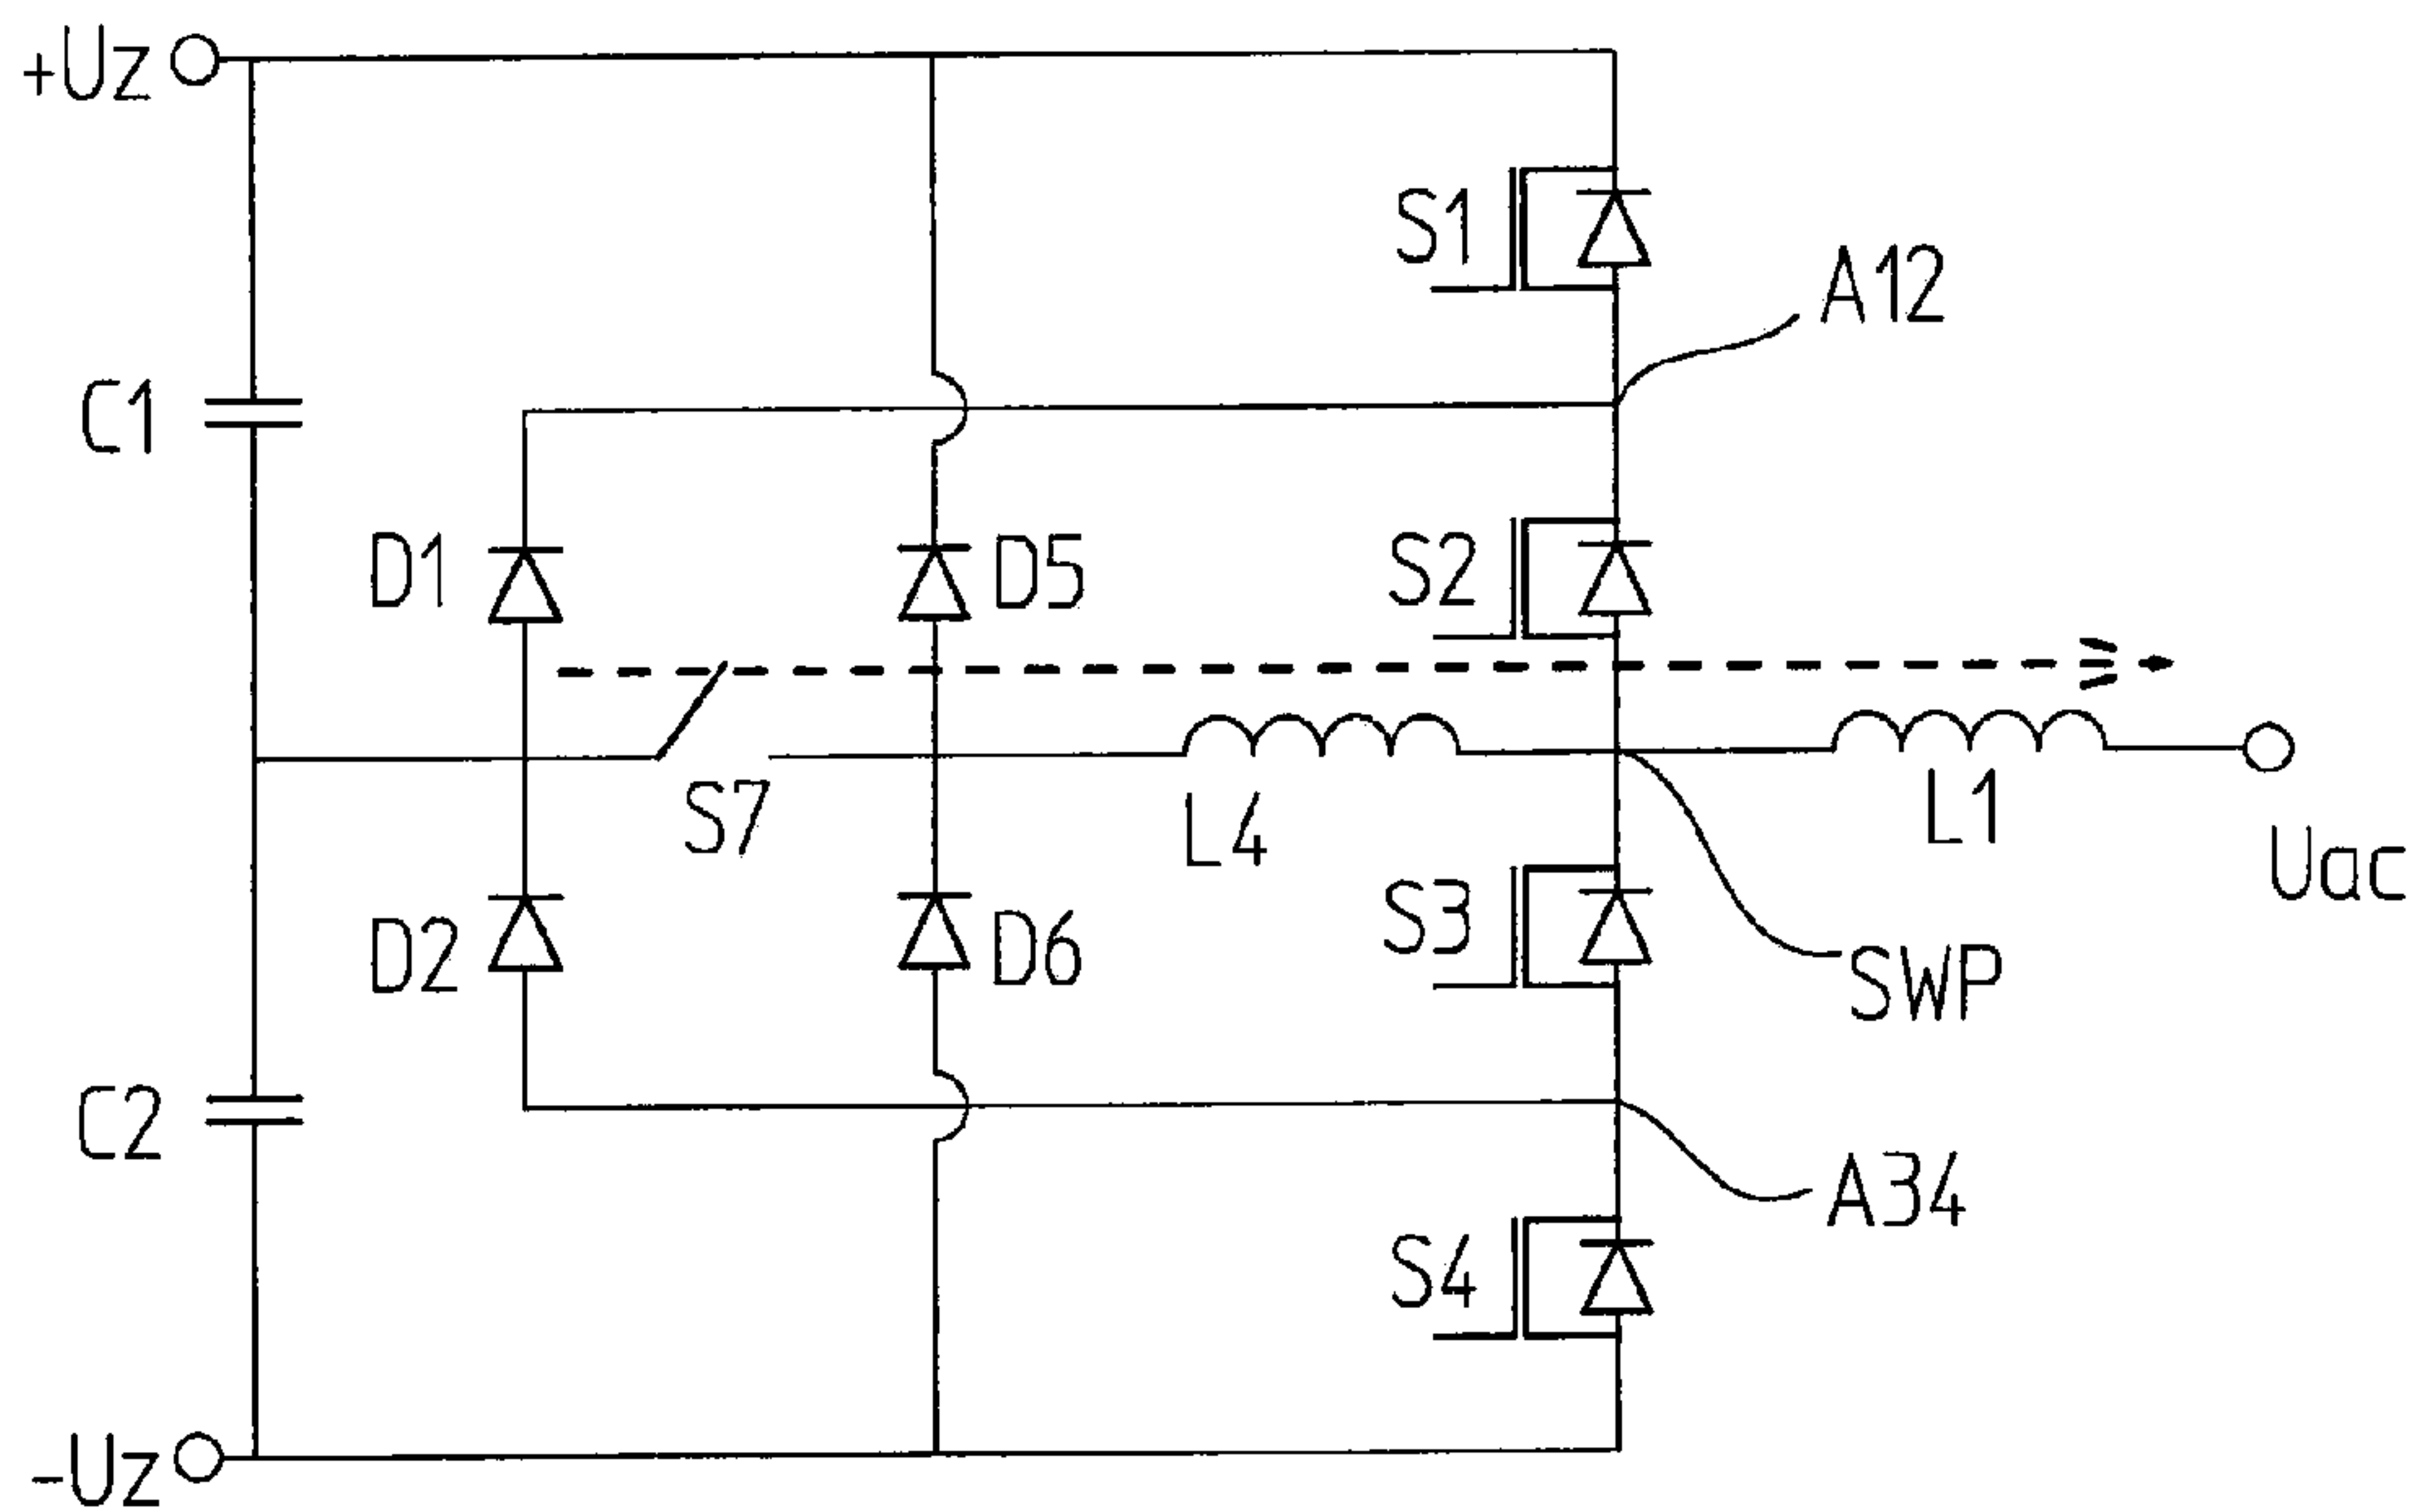 +Uz
S1
A12
C1
D1
D5
S2
S7
L4
L1
Uac
D2
D6
S3
SWP
C2
A34
S4
-Uz